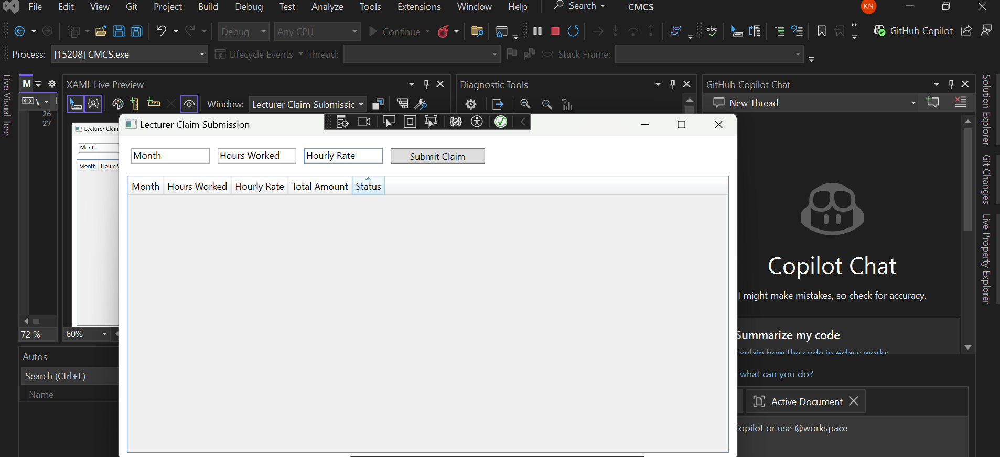 File Edit View Git Project Build Debug Test Analyze Tools Extensions Window Help Search CMCS KN
Debug Any CPU Continue abc GitHub Copilot
Process: [15208] CMCS.exe Lifecycle Events Thread: Stack Frame:
Live Visual Tree
M
26
27
72 %
XAML Live Preview
Window: Lecturer Claim Submissic
Lecturer Claim
Month
Month Hours
60%
Diagnostic Tools
Lecturer Claim Submission
Month Hours Worked Hourly Rate Submit Claim
Month Hours Worked Hourly Rate Total Amount Status
Autos
Search (Ctrl+E)
Name
GitHub Copilot Chat
New Thread
Copilot Chat
I might make mistakes, so check for accuracy.
Summarize my code
Explain how the code in #class works
what can you do?
Active Document
Copilot or use @workspace
Solution Explorer
Git Changes
Live Property Explorer